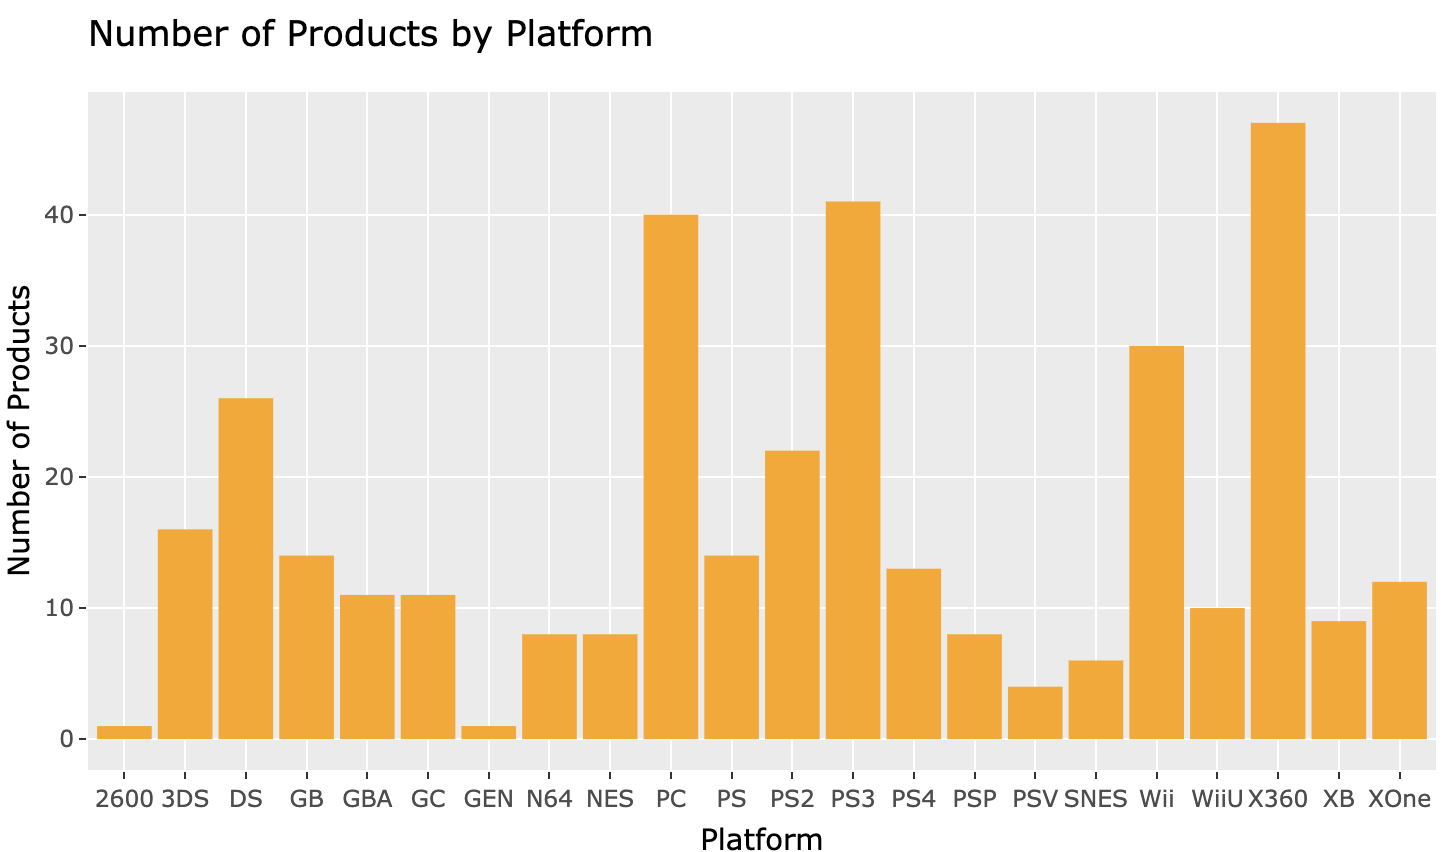 Number of Products by Platform
Number of Products
40
30
20
10
0
2600 3DS DS GB GBA GC GEN N64 NES PC PS PS2 PS3 PS4 PSP PSV SNES Wii WiiU X360 XB XOne
Platform